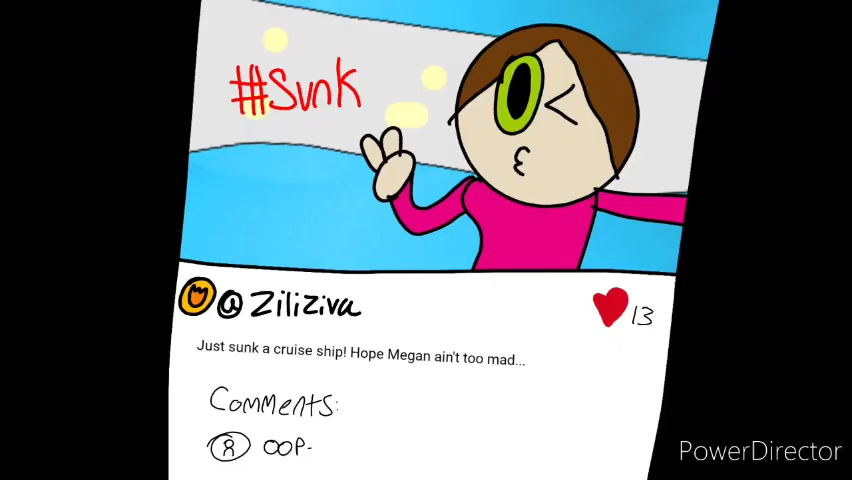 #Sunk
@Ziliziva
13
Just sunk a cruise ship! Hope Megan ain't too mad...
Comments:
OOP-
PowerDirector